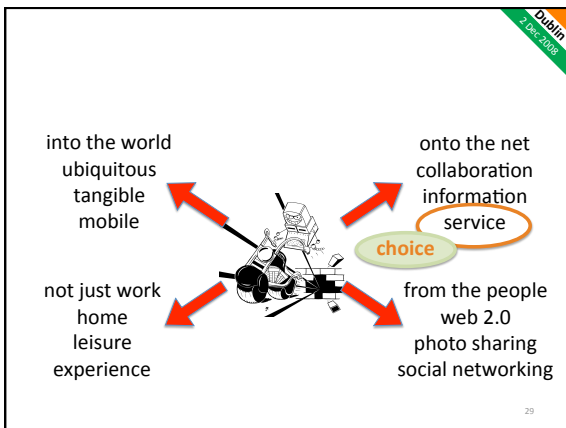 Dublin
2 Dec 2008
into the world
ubiquitous
tangible
mobile
onto the net
collaboration
information
service
choice
not just work
home
leisure
experience
from the people
web 2.0
photo sharing
social networking
29